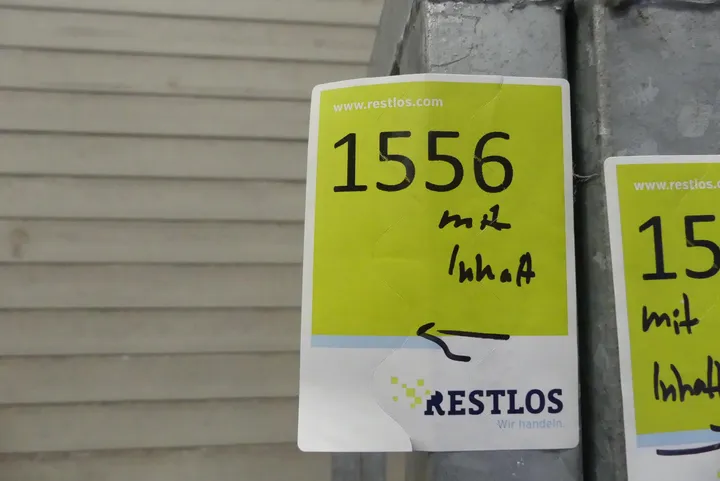 www.restlos.com
1556
mit
Inhalt
RESTLOS
Wir handeln.
www.restlos.
15
mit
Inhalt